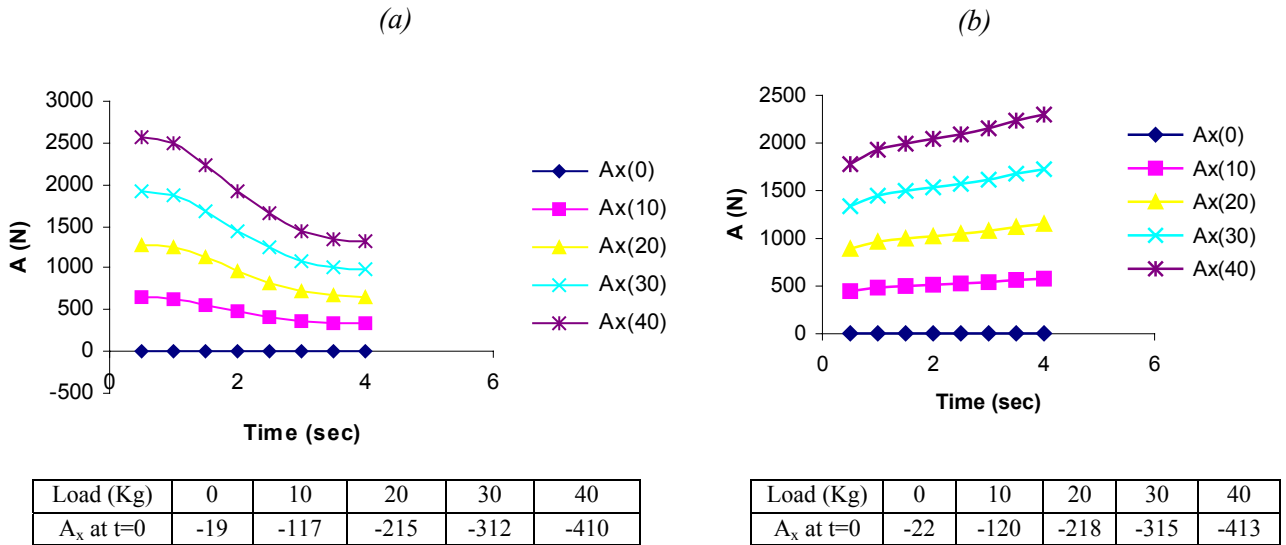 (a)
A (N)
3000
2500
2000
1500
1000
500
0
-500
0 2 4 6
Time (sec)
Ax(0)
Ax(10)
Ax(20)
Ax(30)
Ax(40)
Load (Kg) 0 10 20 30 40
Ax at t=0 -19 -117 -215 -312 -410
(b)
A (N)
2500
2000
1500
1000
500
0
0 2 4 6
Time (sec)
Ax(0)
Ax(10)
Ax(20)
Ax(30)
Ax(40)
Load (Kg) 0 10 20 30 40
Ax at t=0 -22 -120 -218 -315 -413